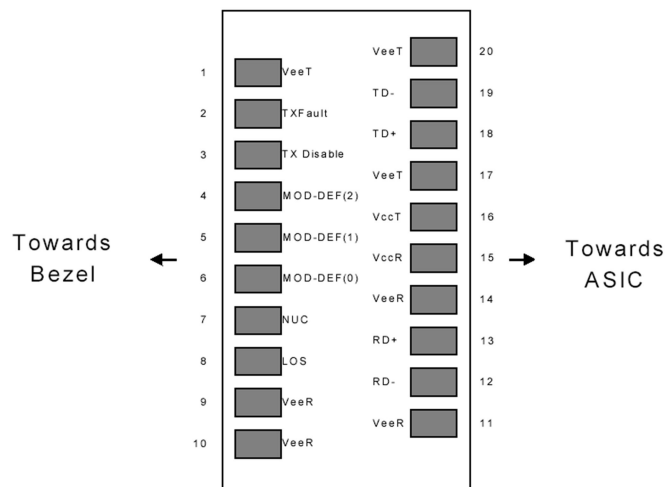 VeeT 20
1 VeeT
TD- 19
2 TXFault
TD+ 18
3 TX Disable
VeeT 17
4 MOD-DEF(2)
VccT 16
5 MOD-DEF(1)
Towards
Bezel
VccR 15
Towards
ASIC
6 MOD-DEF(0)
VeeR 14
7 NUC
RD+ 13
8 LOS
RD- 12
9 VeeR
VeeR 11
10 VeeR